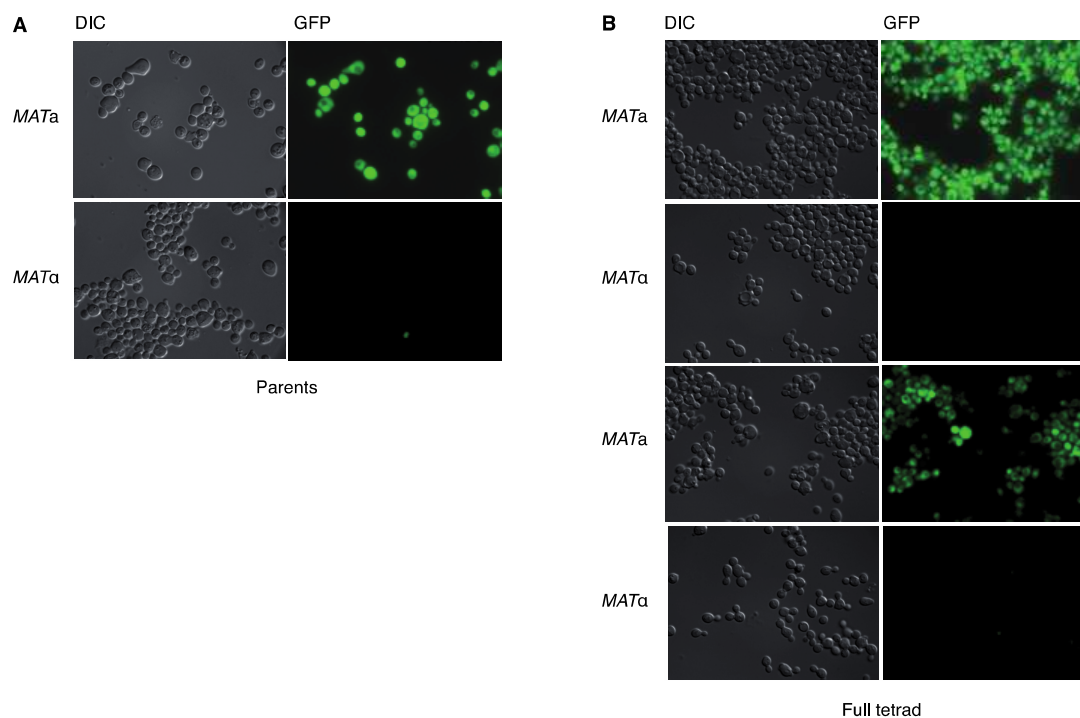 A
DIC
GFP
MATa
MATα
Parents
B
DIC
GFP
MATa
MATα
MATa
MATα
Full tetrad